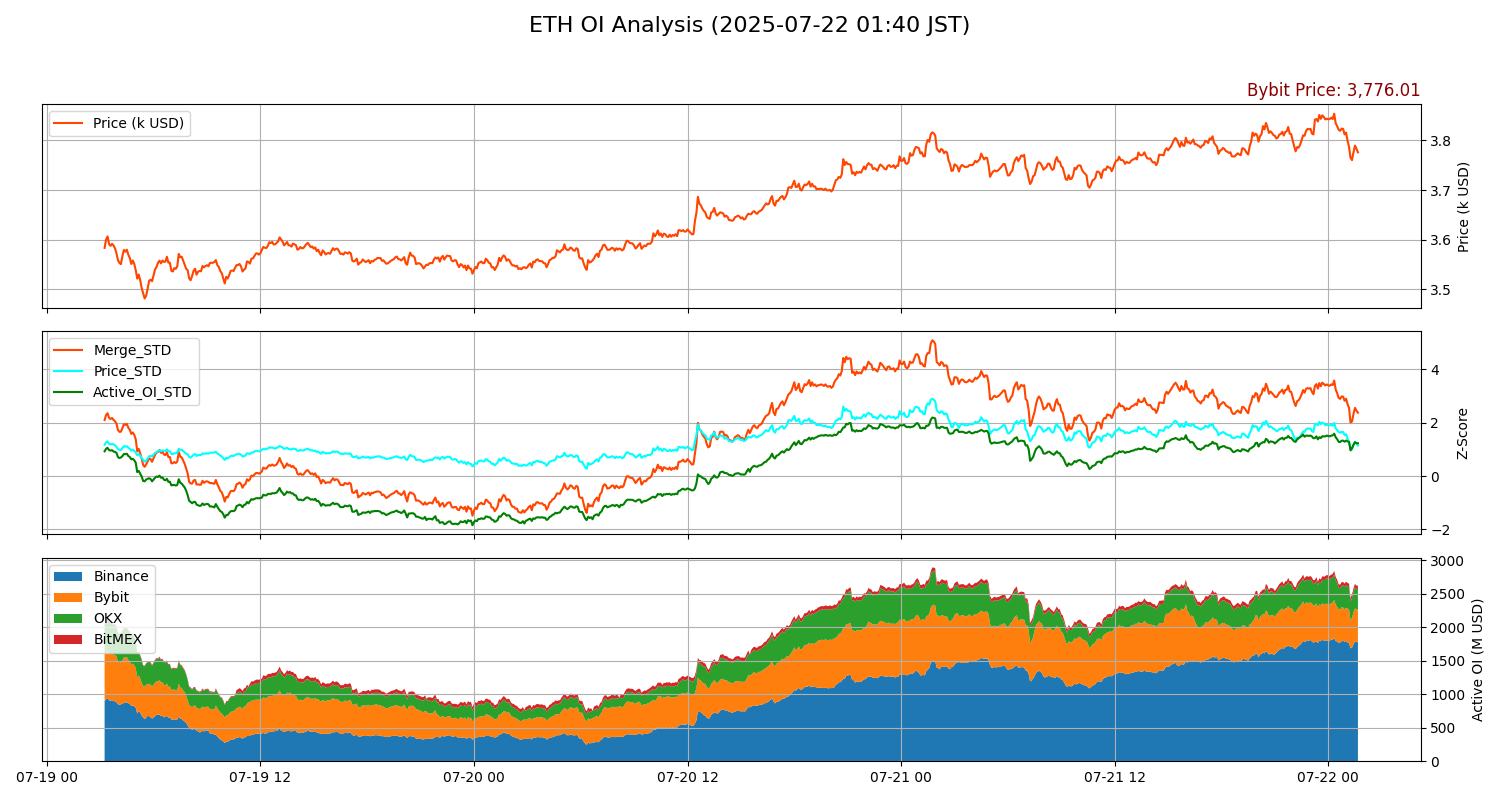 ETH OI Analysis (2025-07-22 01:40 JST)
Bybit Price: 3,776.01
Price (k USD)
3.8
3.7
3.6
3.5
Price (k USD)
Merge_STD
Price_STD
Active_OI_STD
4
2
0
−2
Z-Score
Binance
Bybit
OKX
BitMEX
3000
2500
2000
1500
1000
500
0
Active OI (M USD)
07-19 00
07-19 12
07-20 00
07-20 12
07-21 00
07-21 12
07-22 00